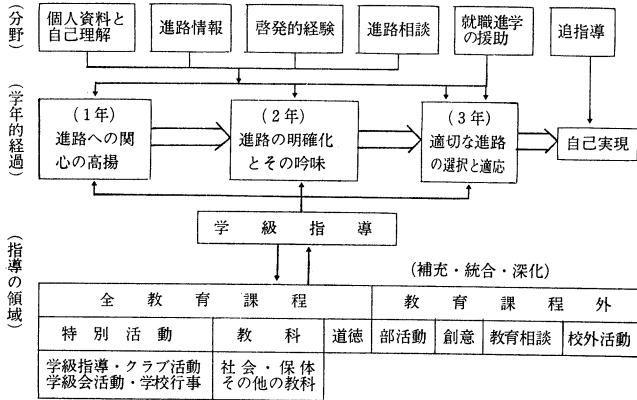 (分野)
個人資料と
自己理解
進路情報
啓発的経験
進路相談
就職進学
の援助
追指導
(学年的経過)
(1年)
進路への関
心の高揚
(2年)
進路の明確化
とその吟味
(3年)
適切な進路
の選択と適応
自己実現
学級指導
(指導の領域)
(補充・統合・深化)
全教育課程
教育課程外
特別活動
教科
道徳
部活動
創意
教育相談
校外活動
学級指導・クラブ活動
学級会活動・学校行事
社会・保体
その他の教科